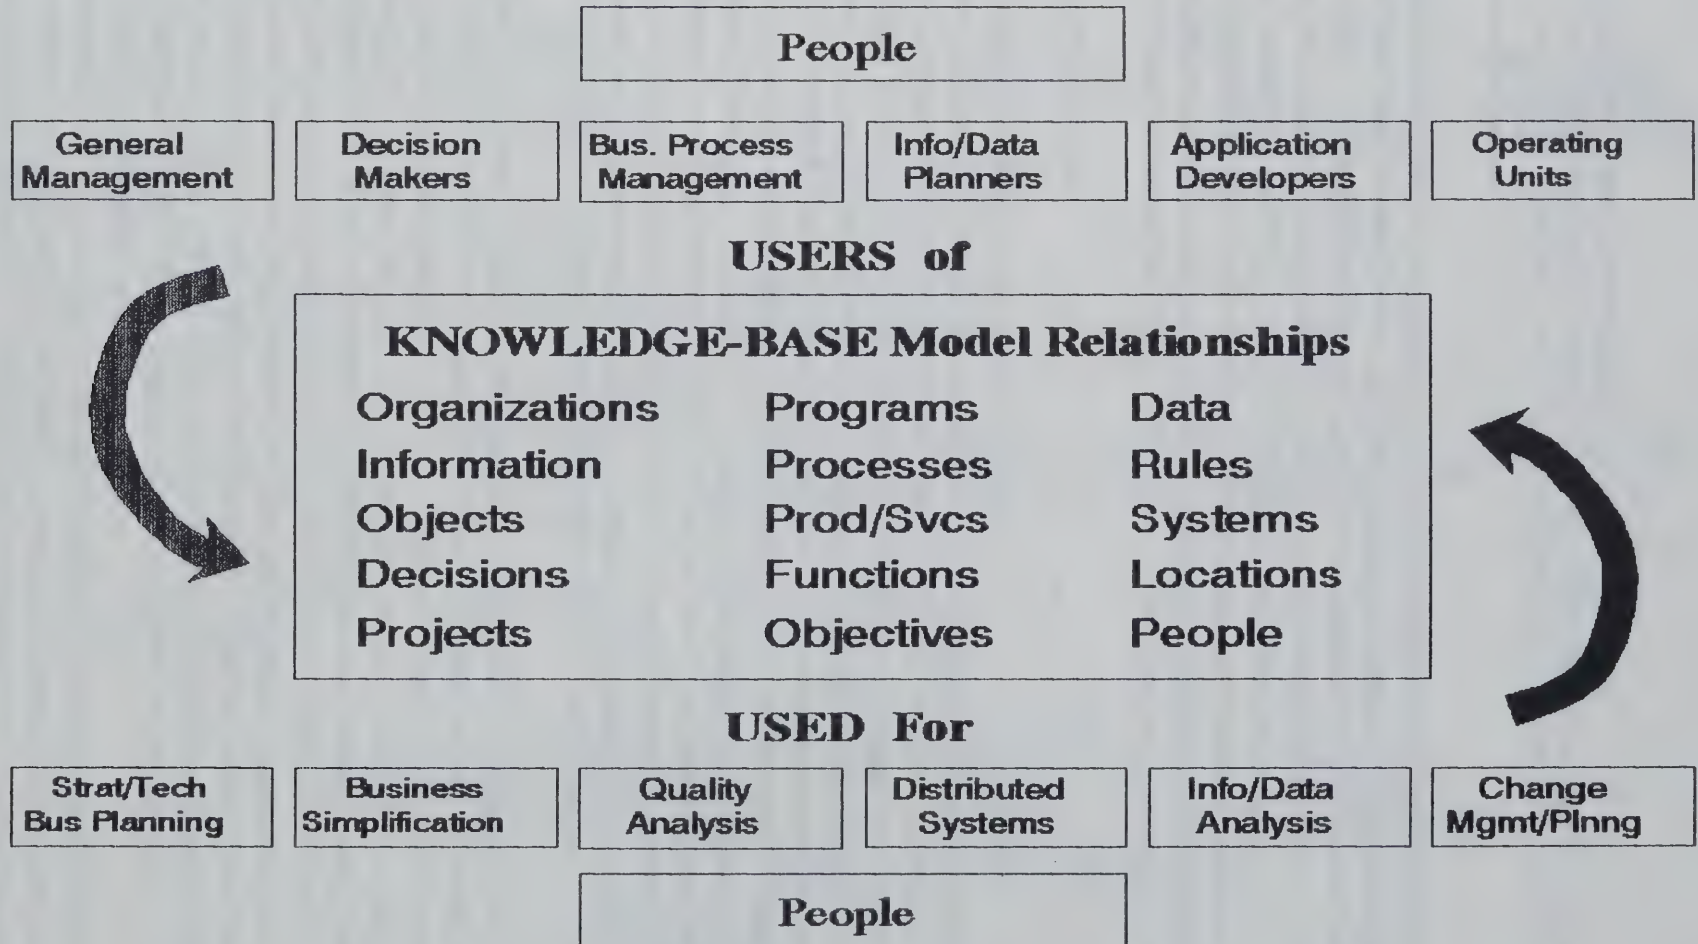 People
General
Management
Decision
Makers
Bus. Process
Management
Info/Data
Planners
Application
Developers
Operating
Units
USERS of
KNOWLEDGE-BASE Model Relationships
Organizations Programs Data
Information Processes Rules
Objects Prod/Svcs Systems
Decisions Functions Locations
Projects Objectives People
USED For
Strat/Tech
Bus Planning
Business
Simplification
Quality
Analysis
Distributed
Systems
Info/Data
Analysis
Change
Mgmt/Plnng
People